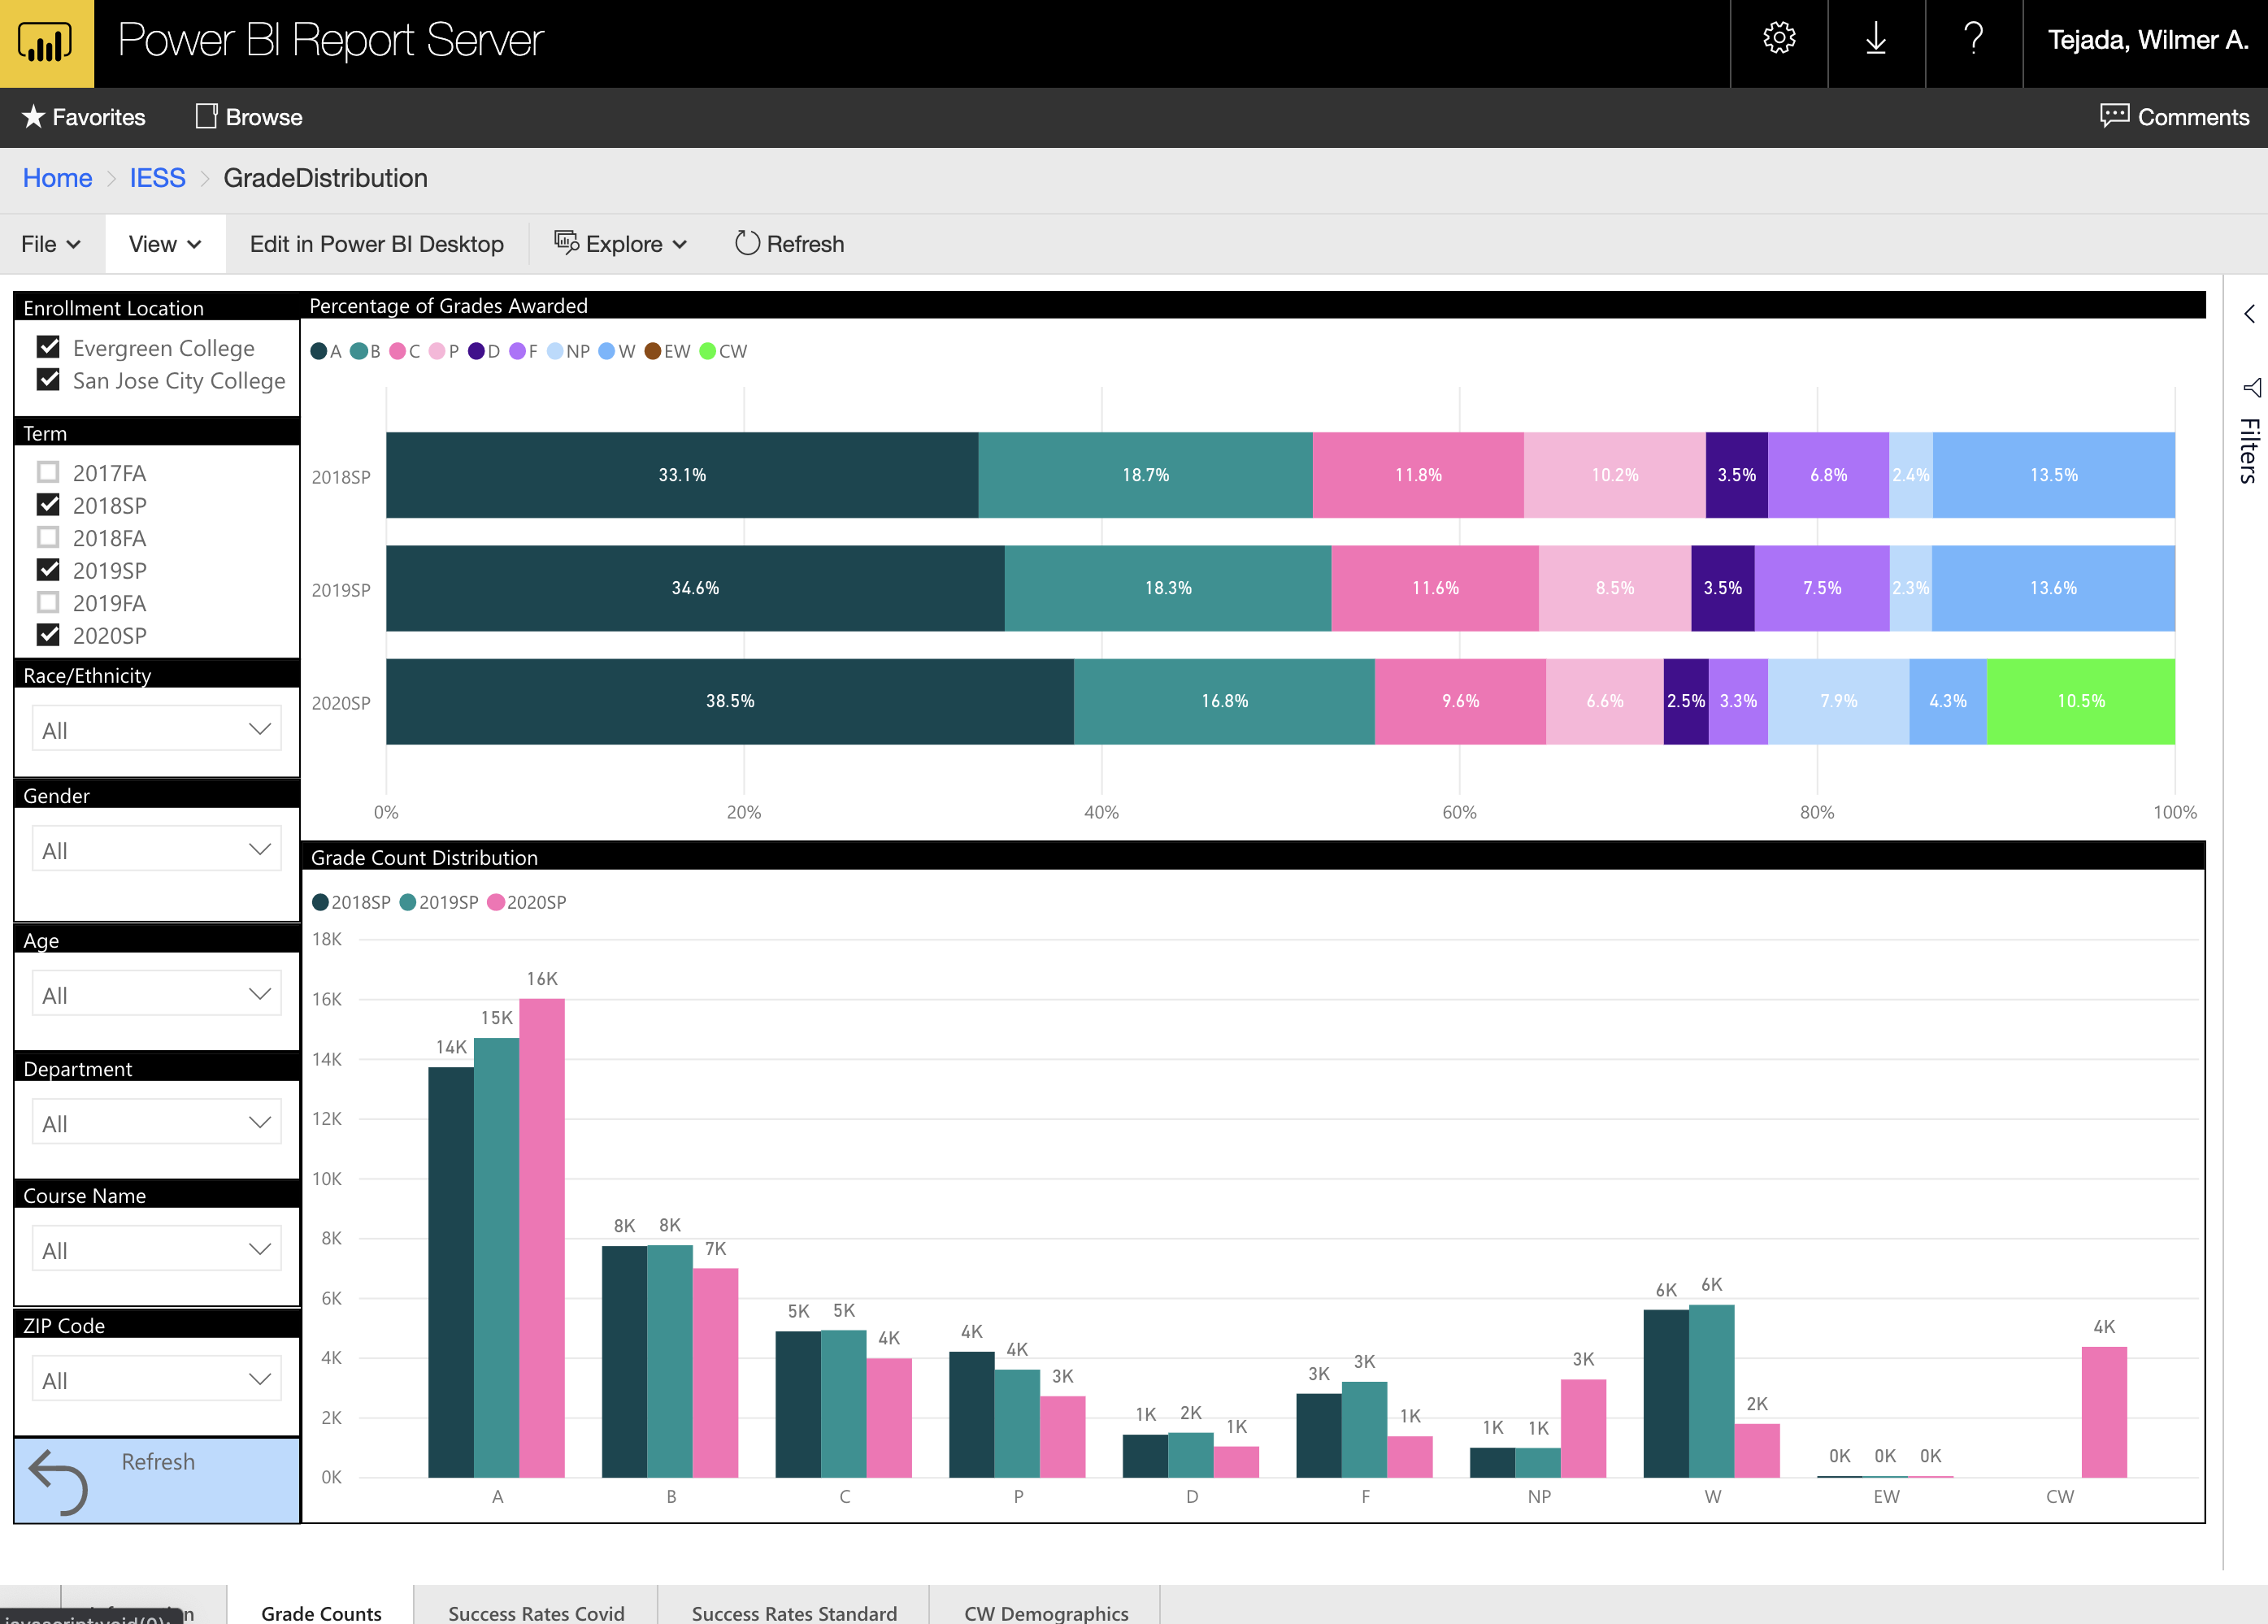 Power BI Report Server
Tejada, Wilmer A.
Favorites
Browse
Comments
Home
IESS
GradeDistribution
File
View
Edit in Power BI Desktop
Explore
Refresh
Enrollment Location
Evergreen College
San Jose City College
Term
2017FA
2018SP
2018FA
2019SP
2019FA
2020SP
Race/Ethnicity
All
Gender
All
Age
All
Department
All
Course Name
All
ZIP Code
All
Refresh
Percentage of Grades Awarded
A B C P D F NP W EW CW
2018SP 33.1% 18.7% 11.8% 10.2% 3.5% 6.8% 2.4% 13.5%
2019SP 34.6% 18.3% 11.6% 8.5% 3.5% 7.5% 2.3% 13.6%
2020SP 38.5% 16.8% 9.6% 6.6% 2.5% 3.3% 7.9% 4.3% 10.5%
0% 20% 40% 60% 80% 100%
Grade Count Distribution
2018SP 2019SP 2020SP
18K
16K
14K
12K
10K
8K
6K
4K
2K
0K
14K 15K 16K
8K 8K 7K
5K 5K 4K
4K 4K 3K
1K 2K 1K
3K 3K 1K
1K 1K 3K
6K 6K 2K
0K 0K 0K
4K
A B C P D F NP W EW CW
Filters
Grade Counts
Success Rates Covid
Success Rates Standard
CW Demographics